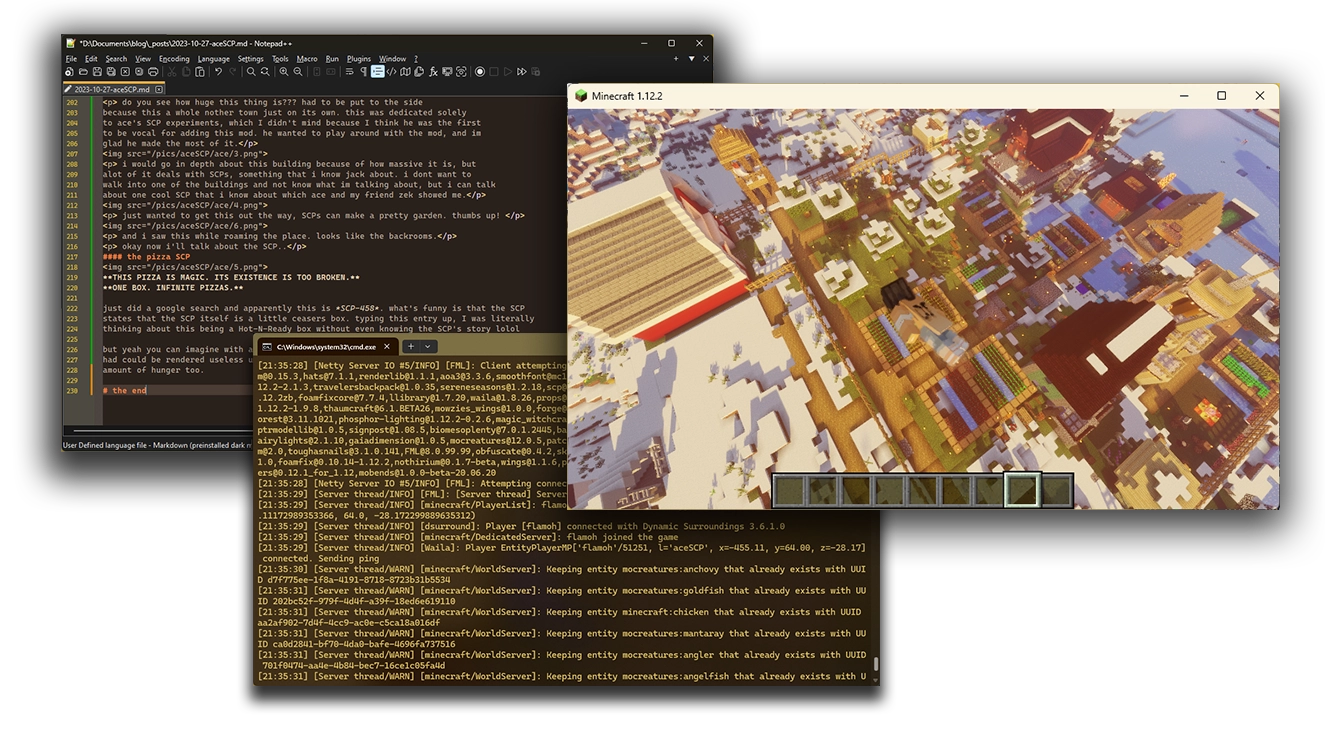 *D:\Documents\blog\_posts\2023-10-27-aceSCP.md - Notepad++
File Edit Search View Encoding Language Settings Tools Macro Run Plugins Window ?
2023-10-27-aceSCP.md
202 <p> do you see how huge this thing is??? had to be put to the side
203 because this a whole nother town just on its own. this was dedicated solely
204 to ace's SCP experiments, which I didn't mind because I think he was the first
205 to be vocal for adding this mod. he wanted to play around with the mod, and im
206 glad he made the most of it.</p>
207 <img src="/pics/aceSCP/ace/3.png">
208 <p> i would go in depth about this building because of how massive it is, but
209 alot of it deals with SCPs, something that i know jack about. i dont want to
210 walk into one of the buildings and not know what im talking about, but i can talk
211 about one cool SCP that i know about which ace and my friend zek showed me.</p>
212 <img src="/pics/aceSCP/ace/4.png">
213 <p> just wanted to get this out the way, SCPs can make a pretty garden. thumbs up! </p>
214 <img src="/pics/aceSCP/ace/6.png">
215 <p> and i saw this while roaming the place. looks like the backrooms.</p>
216 <p> okay now i'll talk about the SCP..</p>
217 #### the pizza SCP
218 <img src="/pics/aceSCP/ace/5.png">
219 **THIS PIZZA IS MAGIC. ITS EXISTENCE IS TOO BROKEN.**
220 **ONE BOX. INFINITE PIZZAS.**
221
222 just did a google search and apparently this is *SCP-458*. what's funny is that the SCP
223 states that the SCP itself is a little ceasers box. typing this entry up, I was literally
224 thinking about this being a Hot-N-Ready box without even knowing the SCP's story lolol
225
226 but yeah you can imagine with a
227 had could be rendered useless u
228 amount of hunger too.
229
230 # the end
User Defined language file - Markdown (preinstalled dark m
C:\Windows\system32\cmd.exe
[21:35:28] [Netty Server IO #5/INFO] [FML]: Client attempting
m@0.15.3,hats@7.1.1,renderlib@1.1.1,aoa3@3.3.6,smoothfont@mc1
12.2-2.1.3,travelersbackpack@1.0.35,sereneseasons@1.2.18,scp@
.12.2zb,foamfixcore@7.7.4,llibrary@1.7.20,waila@1.8.26,props@
1.12.2-1.9.8,thaumcraft@6.1.BETA26,mowzies_wings@1.0.0,forge@
orest@3.11.1021,phosphor-lighting@1.12.2-0.2.6,magic_witchcra
ptrmodellib@1.0.5,signpost@1.08.5,biomesoplenty@7.0.1.2445,ba
airylights@2.1.10,gaiadimension@1.0.5,mocreatures@12.0.5,patc
m@2.0,toughasnails@3.1.0.141,FML@8.0.99.99,obfuscate@0.4.2,sk
1.0,foamfix@0.10.14-1.12.2,nothirium@0.1.7-beta,wings@1.1.6,p
ers@0.12.1_for_1.12,mobends@1.0.0-beta-20.06.20
[21:35:28] [Netty Server IO #5/INFO] [FML]: Attempting connec
[21:35:29] [Server thread/INFO] [FML]: [Server thread] Server
[21:35:29] [Server thread/INFO] [minecraft/PlayerList]: flamo
.11172989353366, 64.0, -28.172299889635312)
[21:35:29] [Server thread/INFO] [dsurround]: Player [flamoh] connected with Dynamic Surroundings 3.6.1.0
[21:35:29] [Server thread/INFO] [minecraft/DedicatedServer]: flamoh joined the game
[21:35:29] [Server thread/INFO] [Waila]: Player EntityPlayerMP['flamoh'/51251, l='aceSCP', x=-455.11, y=64.00, z=-28.17]
connected. Sending ping
[21:35:30] [Server thread/WARN] [minecraft/WorldServer]: Keeping entity mocreatures:anchovy that already exists with UUI
D d7f775ee-1f8a-4191-8718-8723b31b5534
[21:35:31] [Server thread/WARN] [minecraft/WorldServer]: Keeping entity mocreatures:goldfish that already exists with UU
ID 202bc52f-979f-4d4f-a39f-18ed6e619110
[21:35:31] [Server thread/WARN] [minecraft/WorldServer]: Keeping entity minecraft:chicken that already exists with UUID
aa2af902-7d4f-4cc9-ac0e-c5ca18a016df
[21:35:31] [Server thread/WARN] [minecraft/WorldServer]: Keeping entity mocreatures:mantaray that already exists with UU
ID ca0d2841-bf70-4da0-bafe-4696fa737516
[21:35:31] [Server thread/WARN] [minecraft/WorldServer]: Keeping entity mocreatures:angler that already exists with UUID
701f0474-aa4e-4b84-bec7-16ce1c05fa4d
[21:35:31] [Server thread/WARN] [minecraft/WorldServer]: Keeping entity mocreatures:angelfish that already exists with U
Minecraft 1.12.2